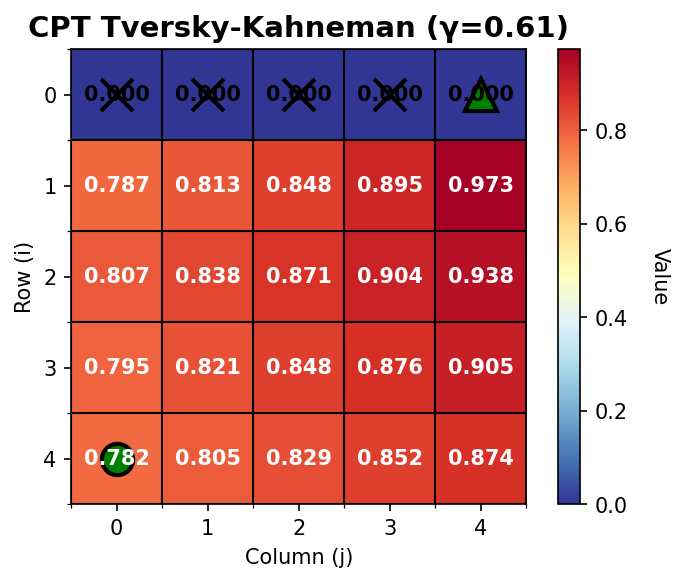 CPT Tversky-Kahneman (γ=0.61)
0 0.000 0.000 0.000 0.000 0.000
1 0.787 0.813 0.848 0.895 0.973
2 0.807 0.838 0.871 0.904 0.938
3 0.795 0.821 0.848 0.876 0.905
4 0.782 0.805 0.829 0.852 0.874
0 1 2 3 4
Column (j)
Row (i)
0.8
0.6
0.4
0.2
0.0
Value